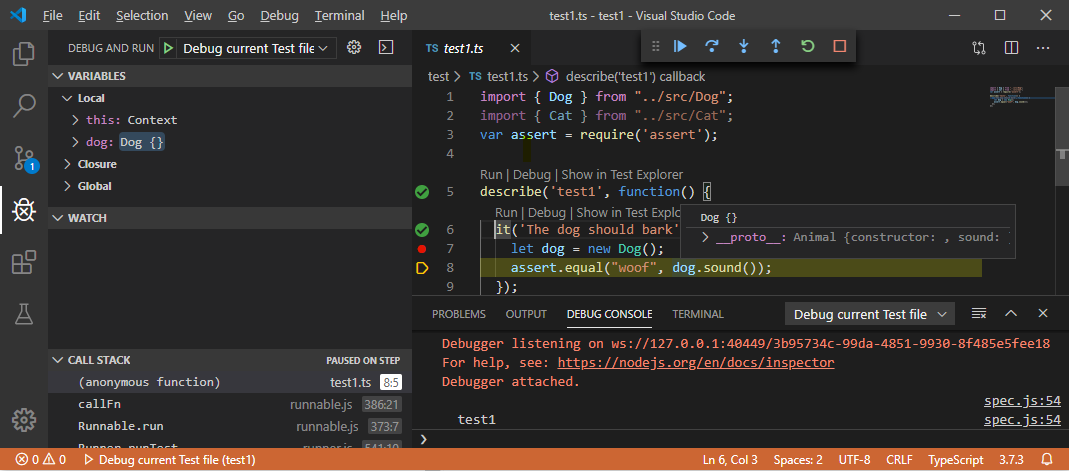 File Edit Selection View Go Debug Terminal Help test1.ts - test1 - Visual Studio Code
DEBUG AND RUN Debug current Test file
VARIABLES
Local
this: Context
dog: Dog {}
Closure
Global
WATCH
CALL STACK PAUSED ON STEP
(anonymous function) test1.ts 8:5
callFn runnable.js 386:21
Runnable.run runnable.js 373:7
Runner.runTest runner.js 541:10
1
TS test1.ts
test > TS test1.ts > describe('test1') callback
1 import { Dog } from "../src/Dog";
2 import { Cat } from "../src/Cat";
3 var assert = require('assert');
4
Run | Debug | Show in Test Explorer
5 describe('test1', function() {
Run | Debug | Show in Test Explo
6 it('The dog should bark'
7 let dog = new Dog();
8 assert.equal("woof", dog.sound());
9 });
Dog {}
__proto__: Animal {constructor: , sound:
PROBLEMS OUTPUT DEBUG CONSOLE TERMINAL Debug current Test file
Debugger listening on ws://127.0.0.1:40449/3b95734c-99da-4851-9930-8f485e5fee18
For help, see: https://nodejs.org/en/docs/inspector
Debugger attached.
spec.js:54
test1 spec.js:54
0 0 Debug current Test file (test1) Ln 6, Col 3 Spaces: 2 UTF-8 CRLF TypeScript 3.7.3